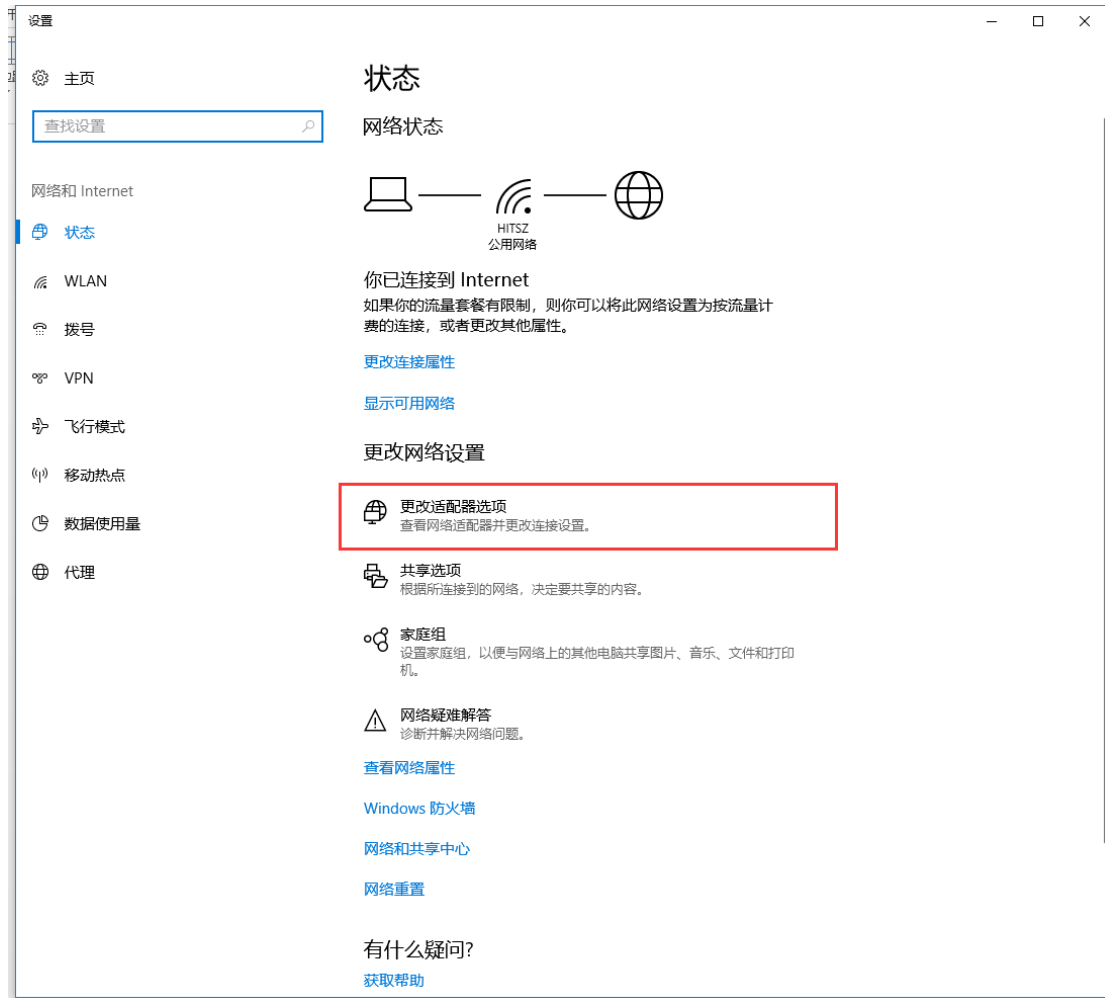 设置
主页
查找设置
网络和 Internet
状态
WLAN
拨号
VPN
飞行模式
移动热点
数据使用量
代理
状态
网络状态
HITSZ
公用网络
你已连接到 Internet
如果你的流量套餐有限制，则你可以将此网络设置为按流量计
费的连接，或者更改其他属性。
更改连接属性
显示可用网络
更改网络设置
更改适配器选项
查看网络适配器并更改连接设置。
共享选项
根据所连接到的网络，决定要共享的内容。
家庭组
设置家庭组，以便与网络上的其他电脑共享图片、音乐、文件和打印
机。
网络疑难解答
诊断并解决网络问题。
查看网络属性
Windows 防火墙
网络和共享中心
网络重置
有什么疑问?
获取帮助